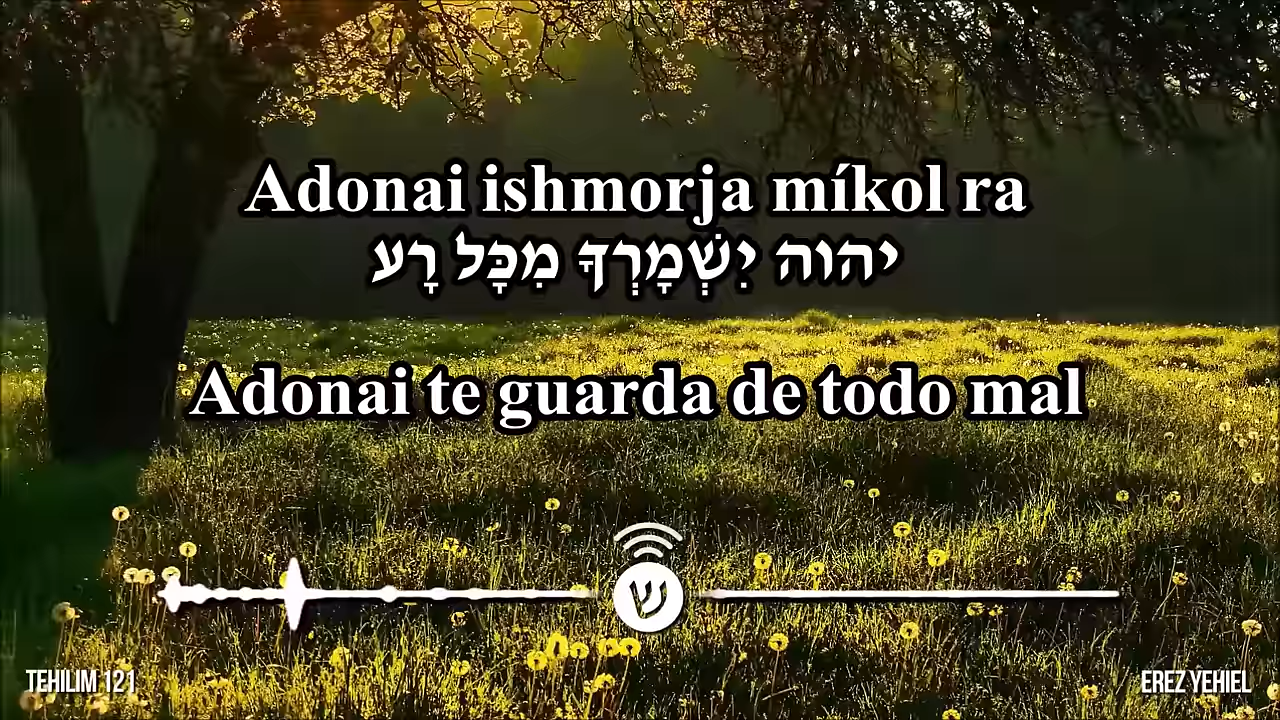 Adonai ishmorja míkol ra
יהוה יִשְׁמָרְךָ מִכָּל רָע
Adonai te guarda de todo mal
ש
TEHILIM 121
EREZ YEHIEL